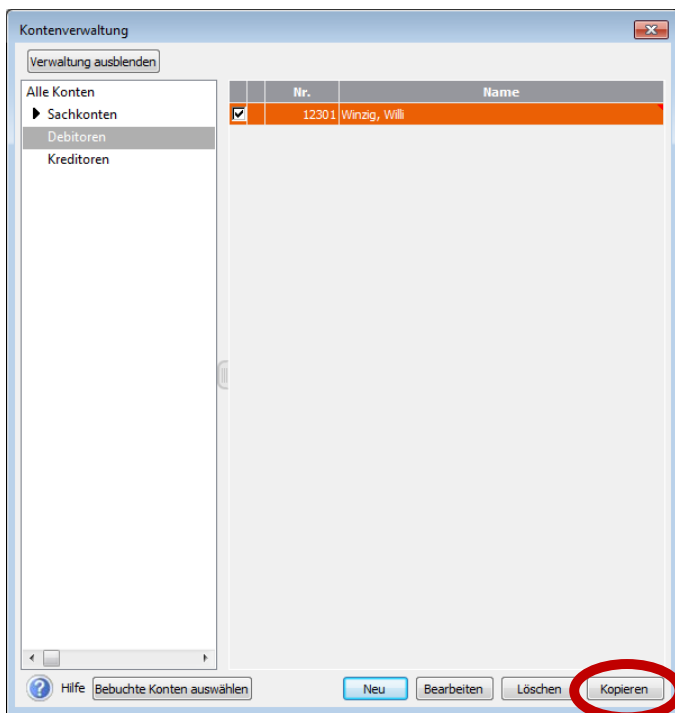 Kontenverwaltung
Verwaltung ausblenden
Alle Konten
Sachkonten
Debitoren
Kreditoren
Nr. Name
12301 Winzig, Willi
Hilfe Bebuchte Konten auswählen Neu Bearbeiten Löschen Kopieren